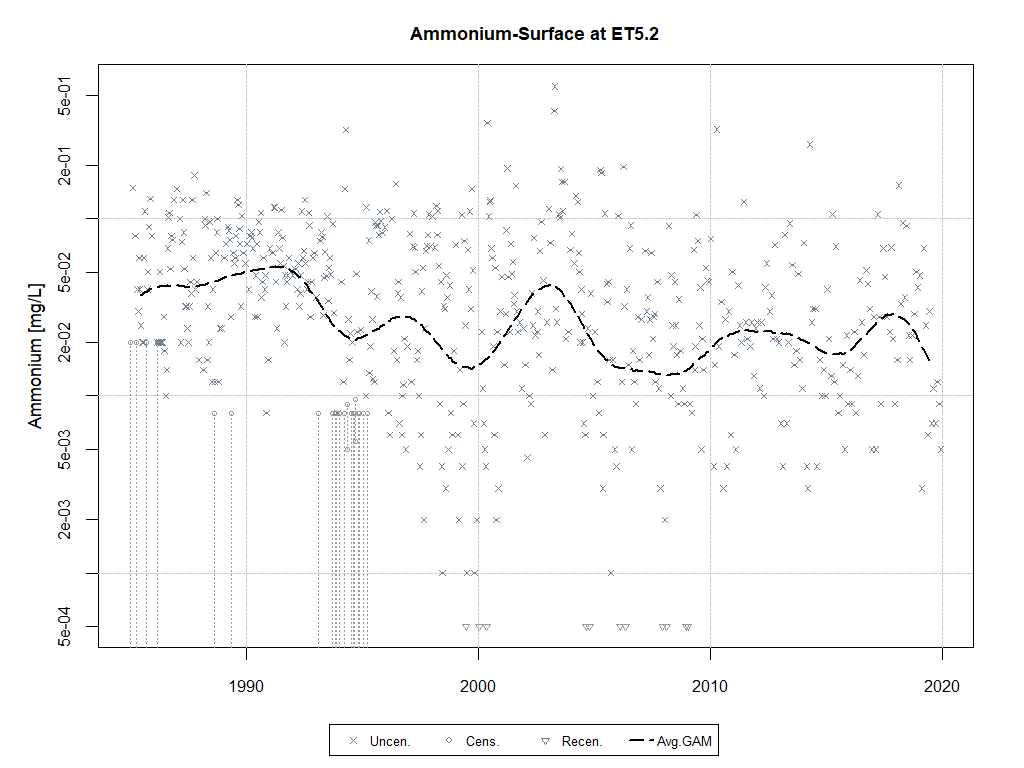 Ammonium-Surface at ET5.2
Ammonium [mg/L]
5e-01
2e-01
5e-02
2e-02
5e-03
2e-03
5e-04
1990 2000 2010 2020
Uncen. Cens. Recen. Avg.GAM